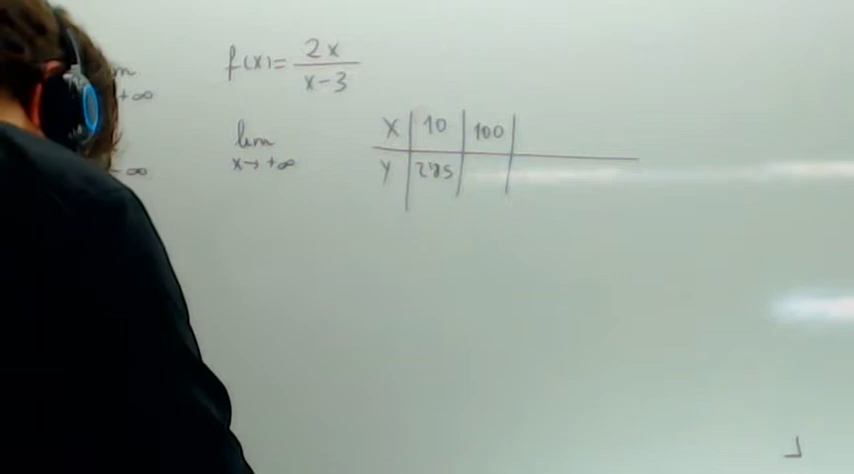 f(x) = 2x / x-3
+∞
lim x→+∞
-∞
X | 10 | 100
Y | 2'85